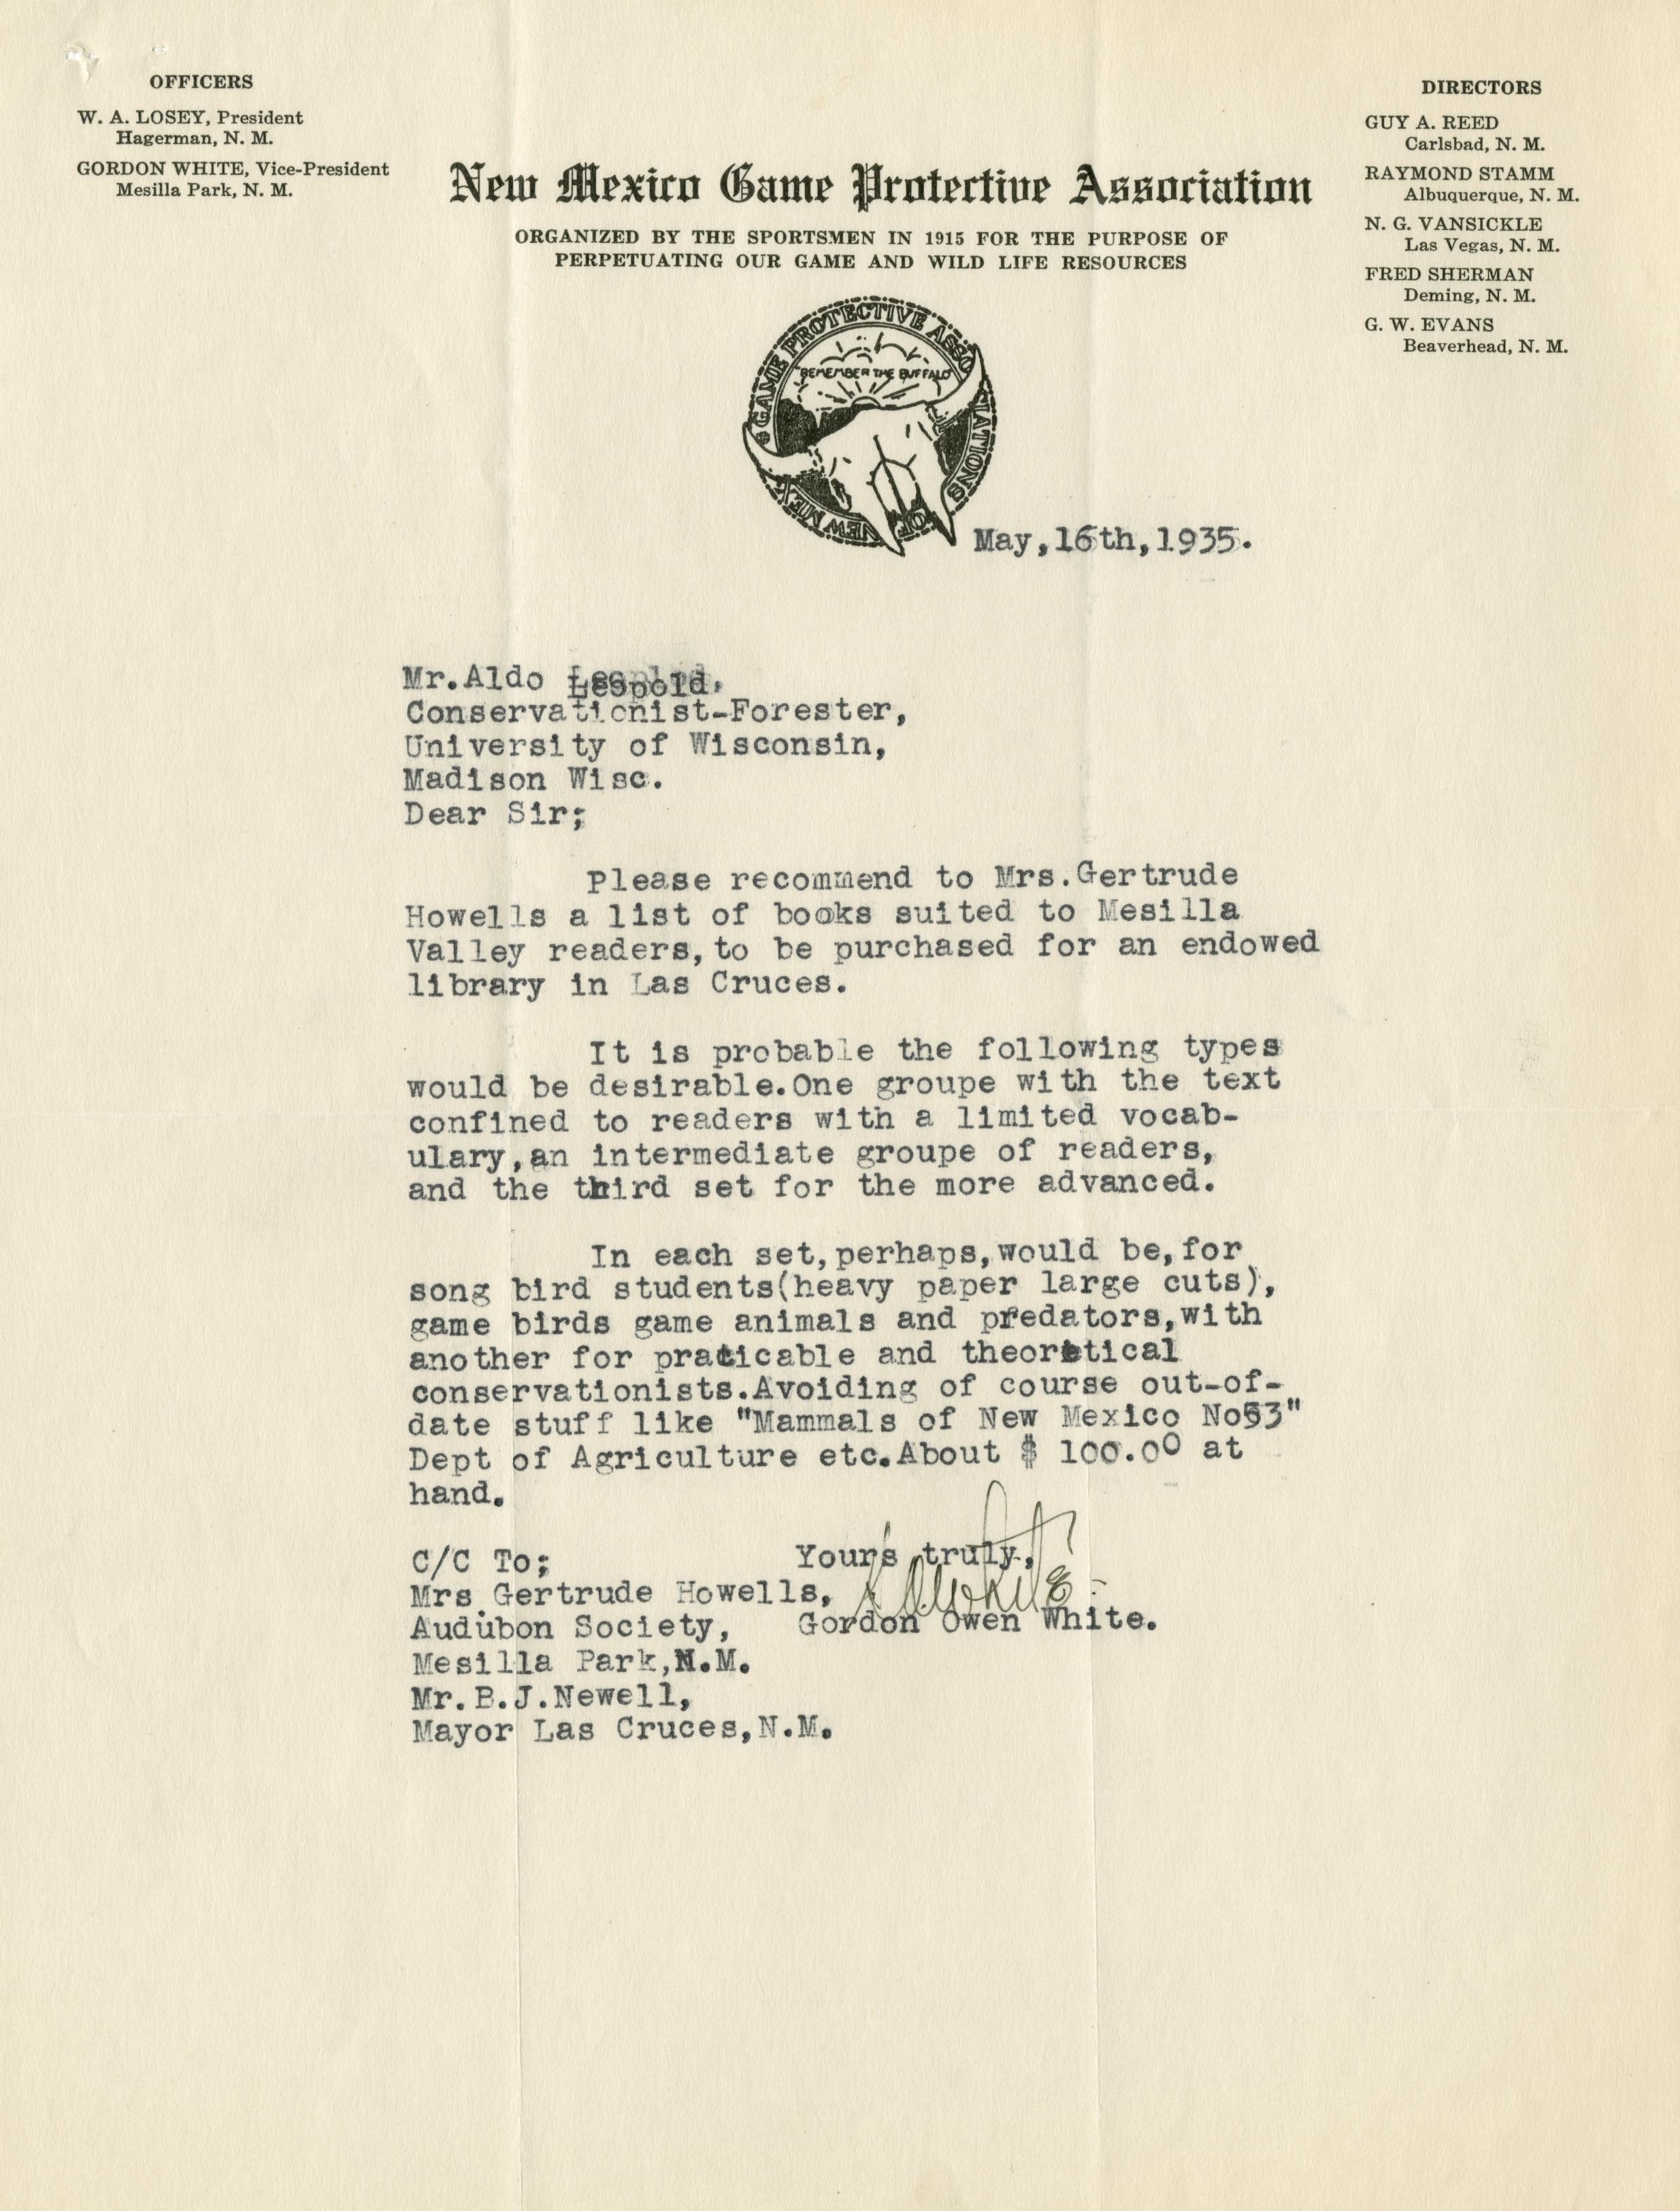 OFFICERS
W. A. LOSEY, President
Hagerman, N. M.
GORDON WHITE, Vice-President
Mesilla Park, N. M.
DIRECTORS
GUY A. REED
Carlsbad, N. M.
RAYMOND STAMM
Albuquerque, N. M.
N. G. VANSICKLE
Las Vegas, N. M.
FRED SHERMAN
Deming, N. M.
G. W. EVANS
Beaverhead, N. M.
New Mexico Game Protective Association
ORGANIZED BY THE SPORTSMEN IN 1915 FOR THE PURPOSE OF
PERPETUATING OUR GAME AND WILD LIFE RESOURCES
GAME PROTECTIVE ASSOCIATIONS OF NEW MEX
"REMEMBER THE BUFFALO"
May,16th,1935.
Mr.Aldo Leopold,
Conservationist-Forester,
University of Wisconsin,
Madison Wisc.
Dear Sir;
Please recommend to Mrs.Gertrude
Howells a list of books suited to Mesilla
Valley readers,to be purchased for an endowed
library in Las Cruces.
It is probable the following types
would be desirable.One groupe with the text
confined to readers with a limited vocab-
ulary,an intermediate groupe of readers,
and the third set for the more advanced.
In each set,perhaps,would be,for
song bird students(heavy paper large cuts),
game birds game animals and predators,with
another for practicable and theoretical
conservationists.Avoiding of course out-of-
date stuff like "Mammals of New Mexico No53"
Dept of Agriculture etc.About $ 100.00 at
hand.
C/C To;
Mrs.Gertrude Howells,
Audubon Society,
Mesilla Park,N.M.
Mr.B.J.Newell,
Mayor Las Cruces,N.M.
Your's truly,
Gordon Owen White.